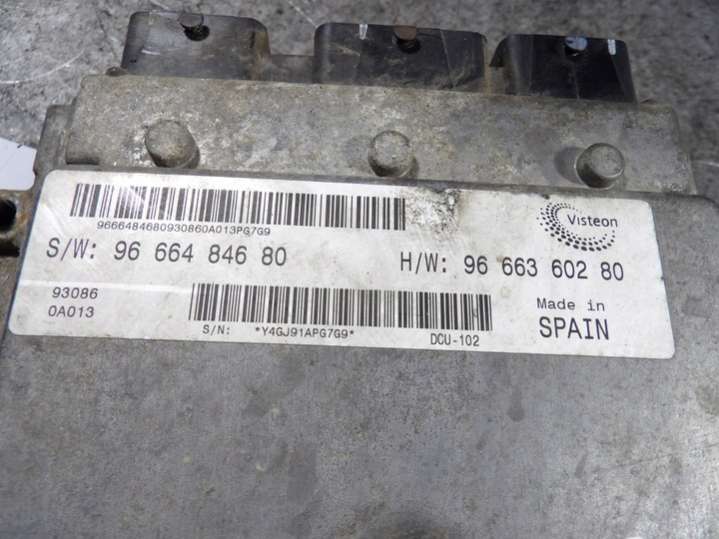 9666484680930860A013PG7G9
Visteon
S/W: 96 664 846 80
H/W: 96 663 602 80
93086
0A013
S/N: *Y4GJ91APG7G9*
DCU-102
Made in
SPAIN